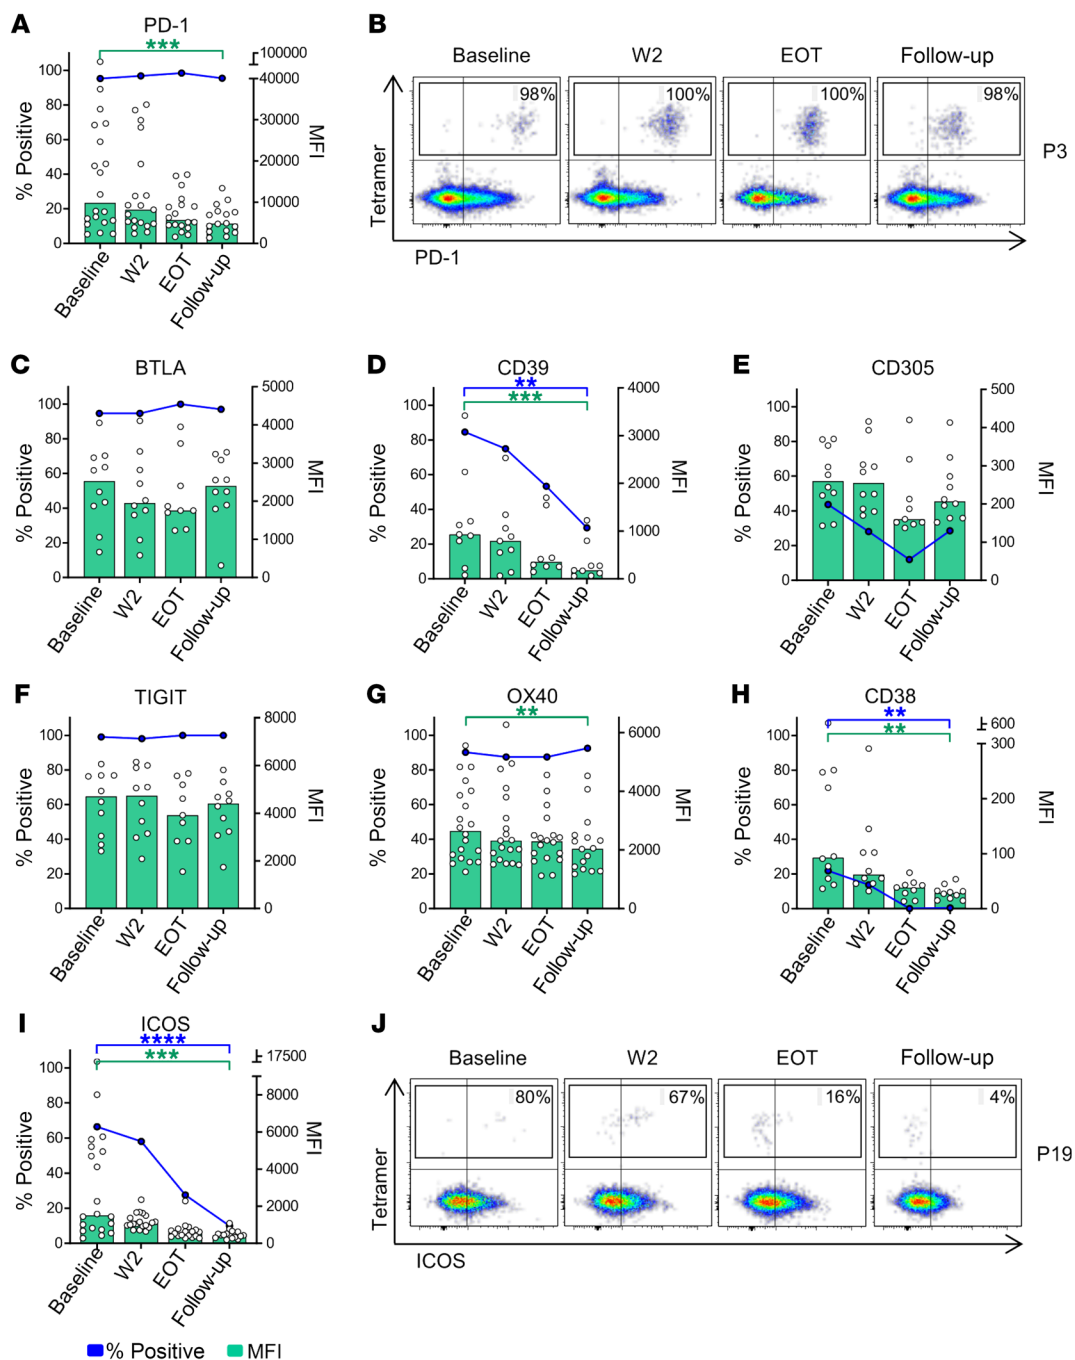 A
PD-1
***
% Positive
100
80
60
40
20
0
100000
40000
30000
20000
10000
0
MFI
Baseline
W2
EOT
Follow-up
B
Baseline
W2
EOT
Follow-up
98%
100%
100%
98%
Tetramer
P3
PD-1
C
BTLA
% Positive
100
80
60
40
20
0
5000
4000
3000
2000
1000
0
MFI
Baseline
W2
EOT
Follow-up
D
CD39
**
***
% Positive
100
80
60
40
20
0
4000
3000
2000
1000
0
MFI
Baseline
W2
EOT
Follow-up
E
CD305
% Positive
100
80
60
40
20
0
500
400
300
200
100
0
MFI
Baseline
W2
EOT
Follow-up
F
TIGIT
% Positive
100
80
60
40
20
0
8000
6000
4000
2000
0
MFI
Baseline
W2
EOT
Follow-up
G
OX40
**
% Positive
100
80
60
40
20
0
6000
4000
2000
0
MFI
Baseline
W2
EOT
Follow-up
H
CD38
**
**
% Positive
100
80
60
40
20
0
600
300
200
100
0
MFI
Baseline
W2
EOT
Follow-up
I
ICOS
****
***
% Positive
100
80
60
40
20
0
17500
8000
6000
4000
2000
0
MFI
Baseline
W2
EOT
Follow-up
% Positive
MFI
J
Baseline
W2
EOT
Follow-up
80%
67%
16%
4%
Tetramer
P19
ICOS